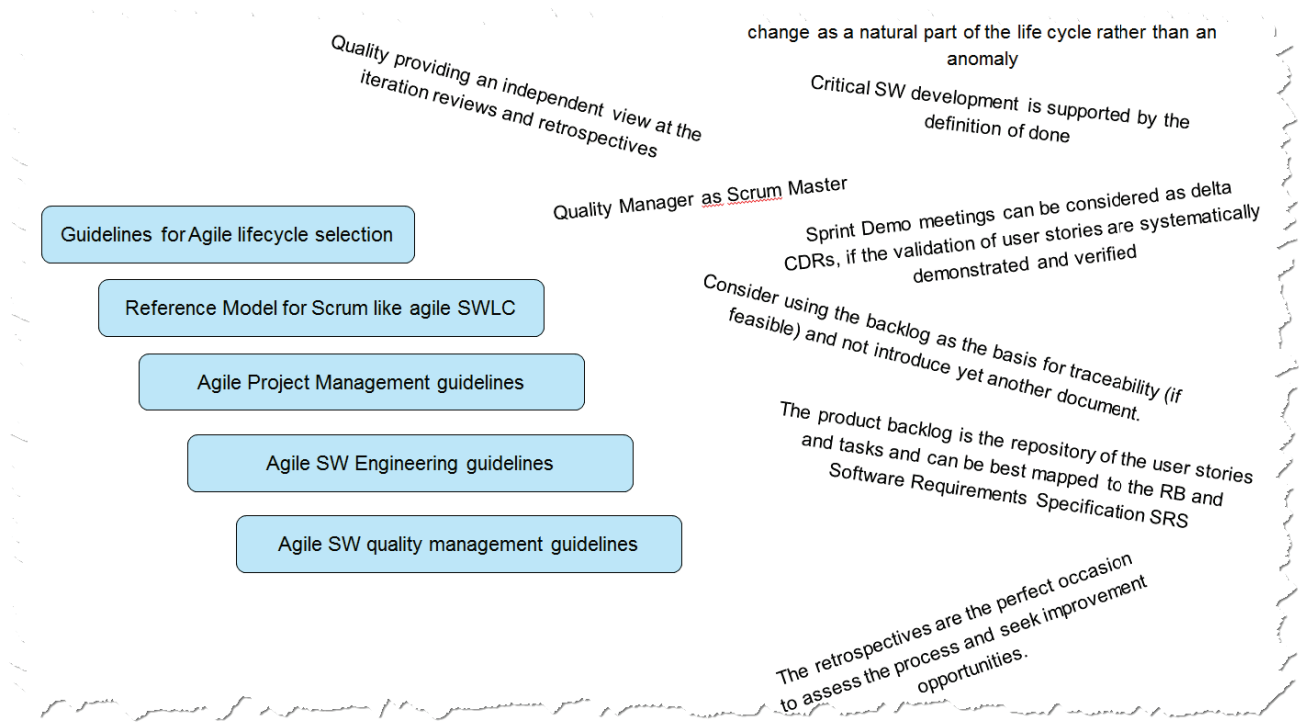 change as a natural part of the life cycle rather than an
anomaly
Quality providing an independent view at the
iteration reviews and retrospectives
Critical SW development is supported by the
definition of done
Quality Manager as Scrum Master
Sprint Demo meetings can be considered as delta
CDRs, if the validation of user stories are systematically
demonstrated and verified
Guidelines for Agile lifecycle selection
Reference Model for Scrum like agile SWLC
Agile Project Management guidelines
Agile SW Engineering guidelines
Agile SW quality management guidelines
Consider using the backlog as the basis for traceability (if
feasible) and not introduce yet another document.
The product backlog is the repository of the user stories
and tasks and can be best mapped to the RB and
Software Requirements Specification SRS
The retrospectives are the perfect occasion
to assess the process and seek improvement
opportunities.